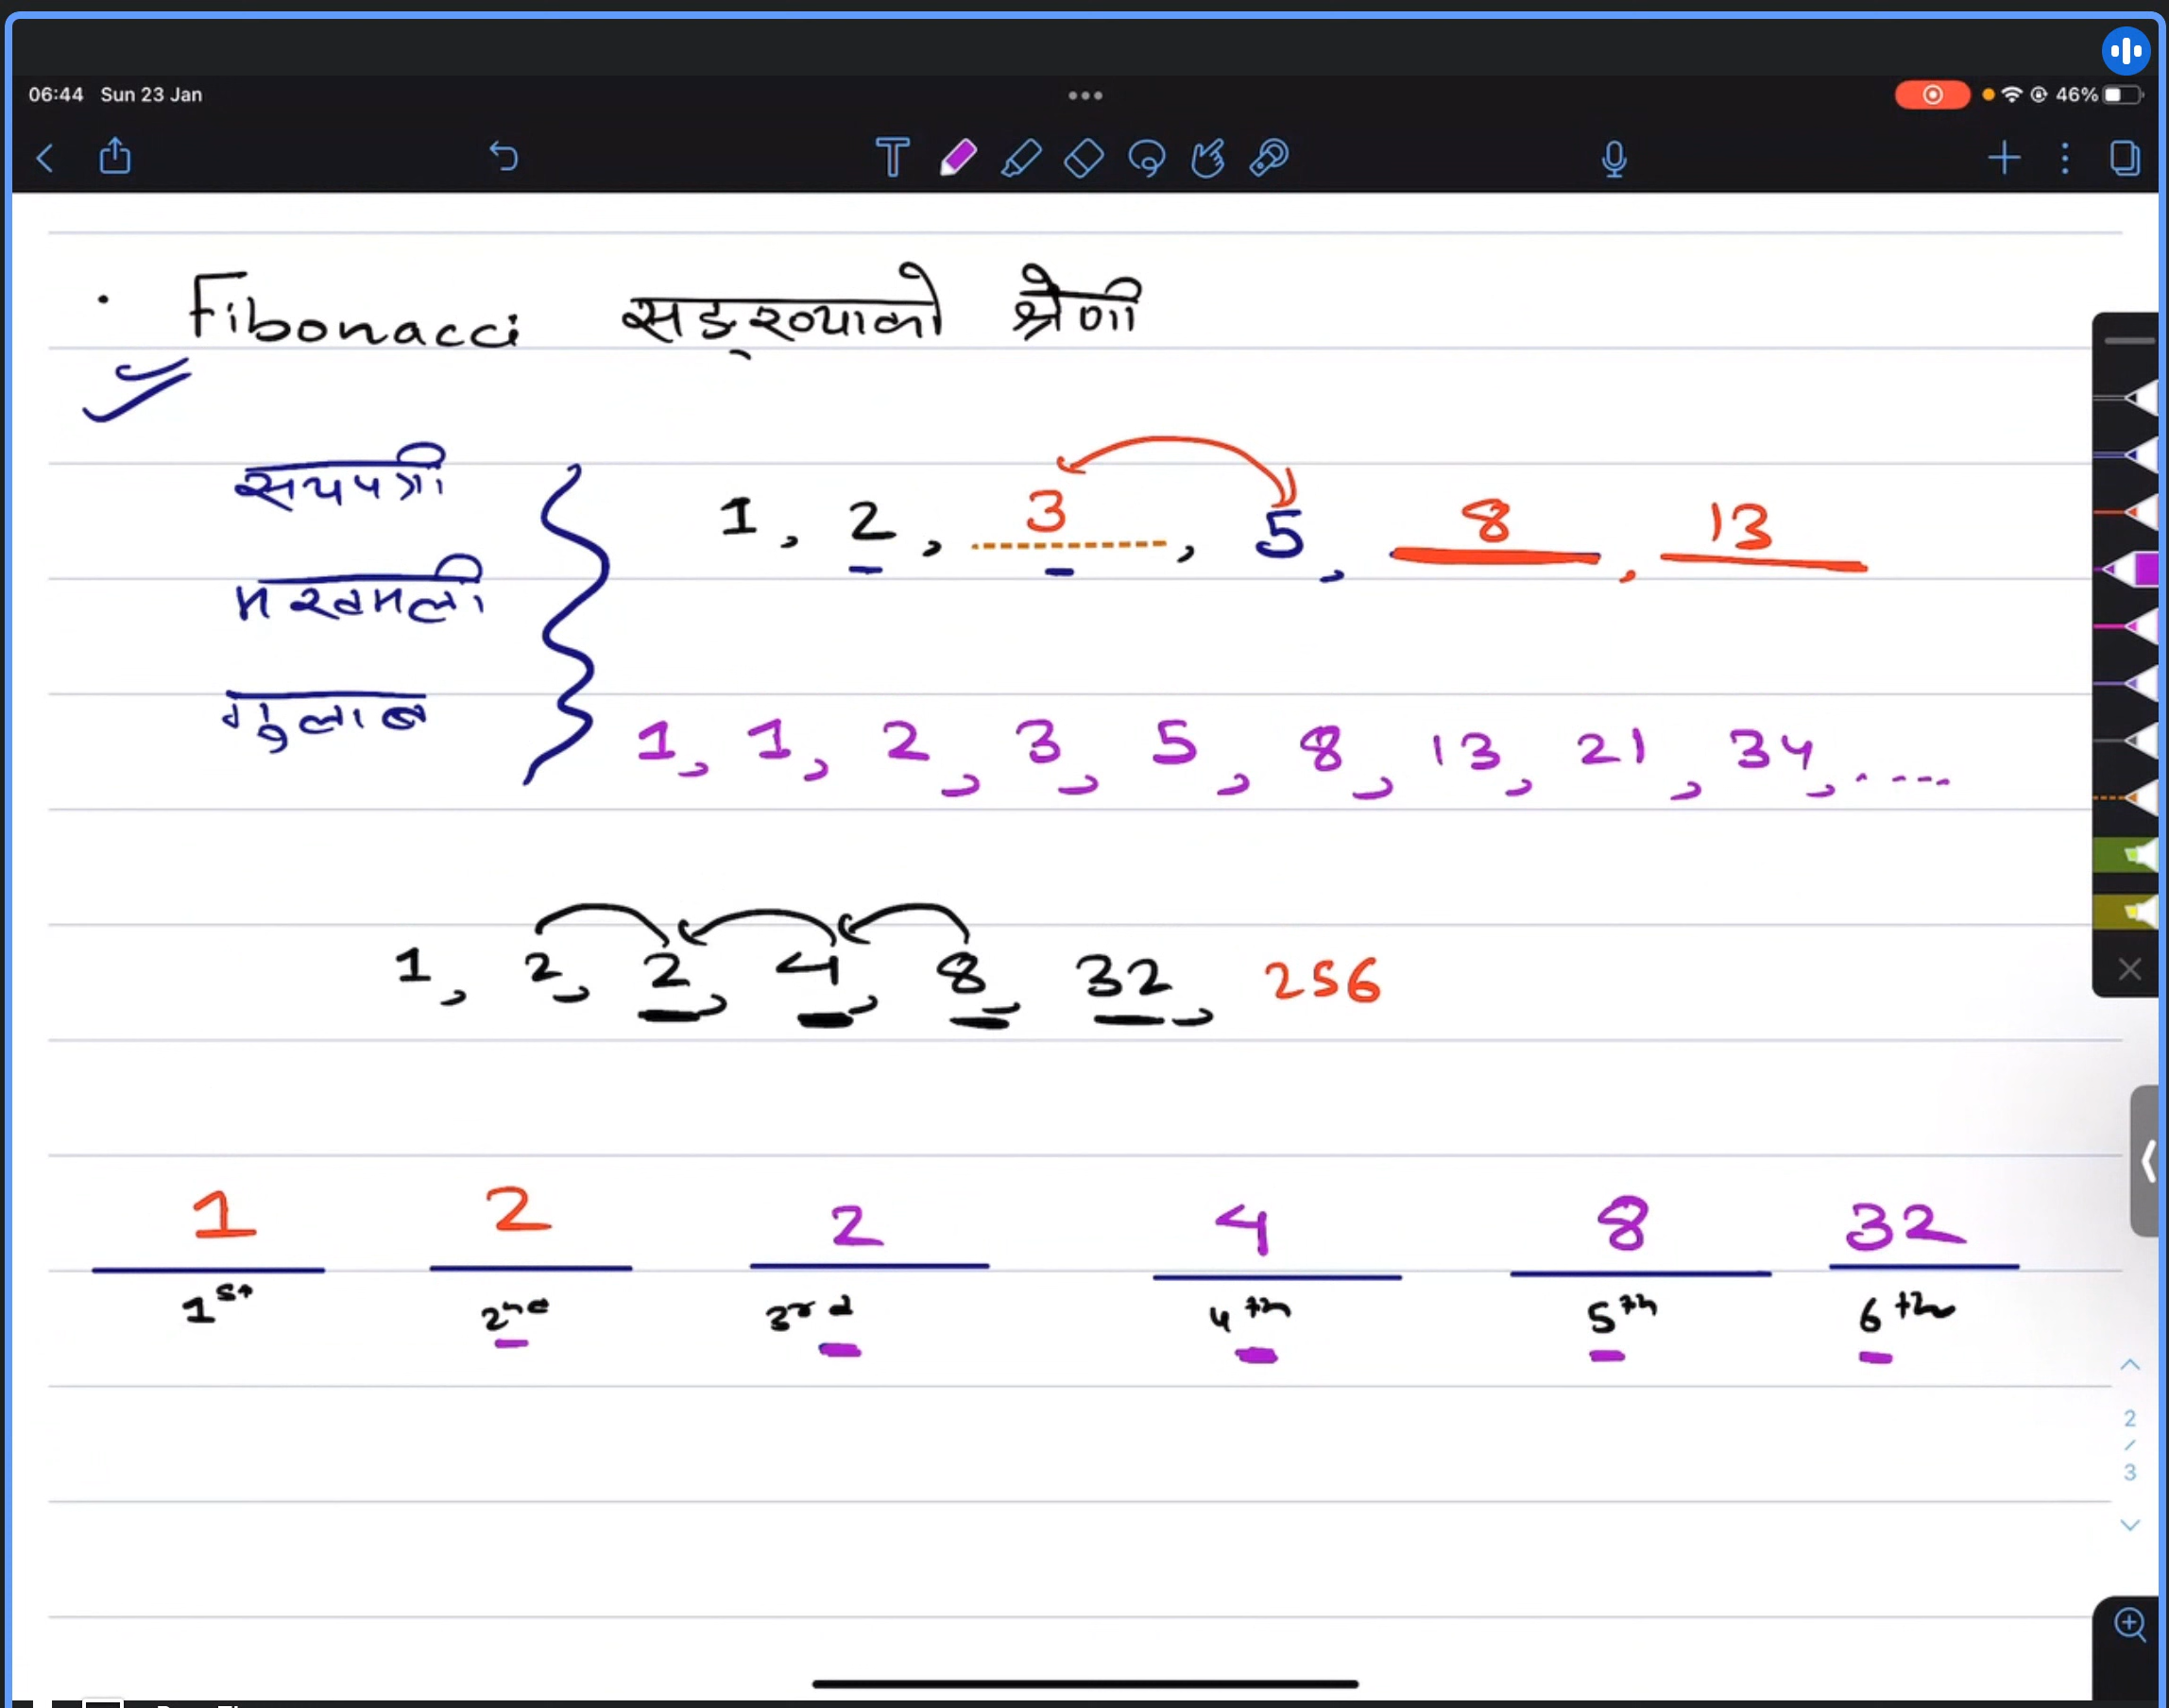 06:44 Sun 23 Jan
46%
Fibonacci सङ्ख्याको श्रेणी
सयपत्री
मखमली
गुलाब
1, 2, 3, 5, 8, 13
1, 1, 2, 3, 5, 8, 13, 21, 34, ....
1, 2, 2, 4, 8, 32, 256
1 2 2 4 8 32
1st 2nd 3rd 4th 5th 6th
2
/
3